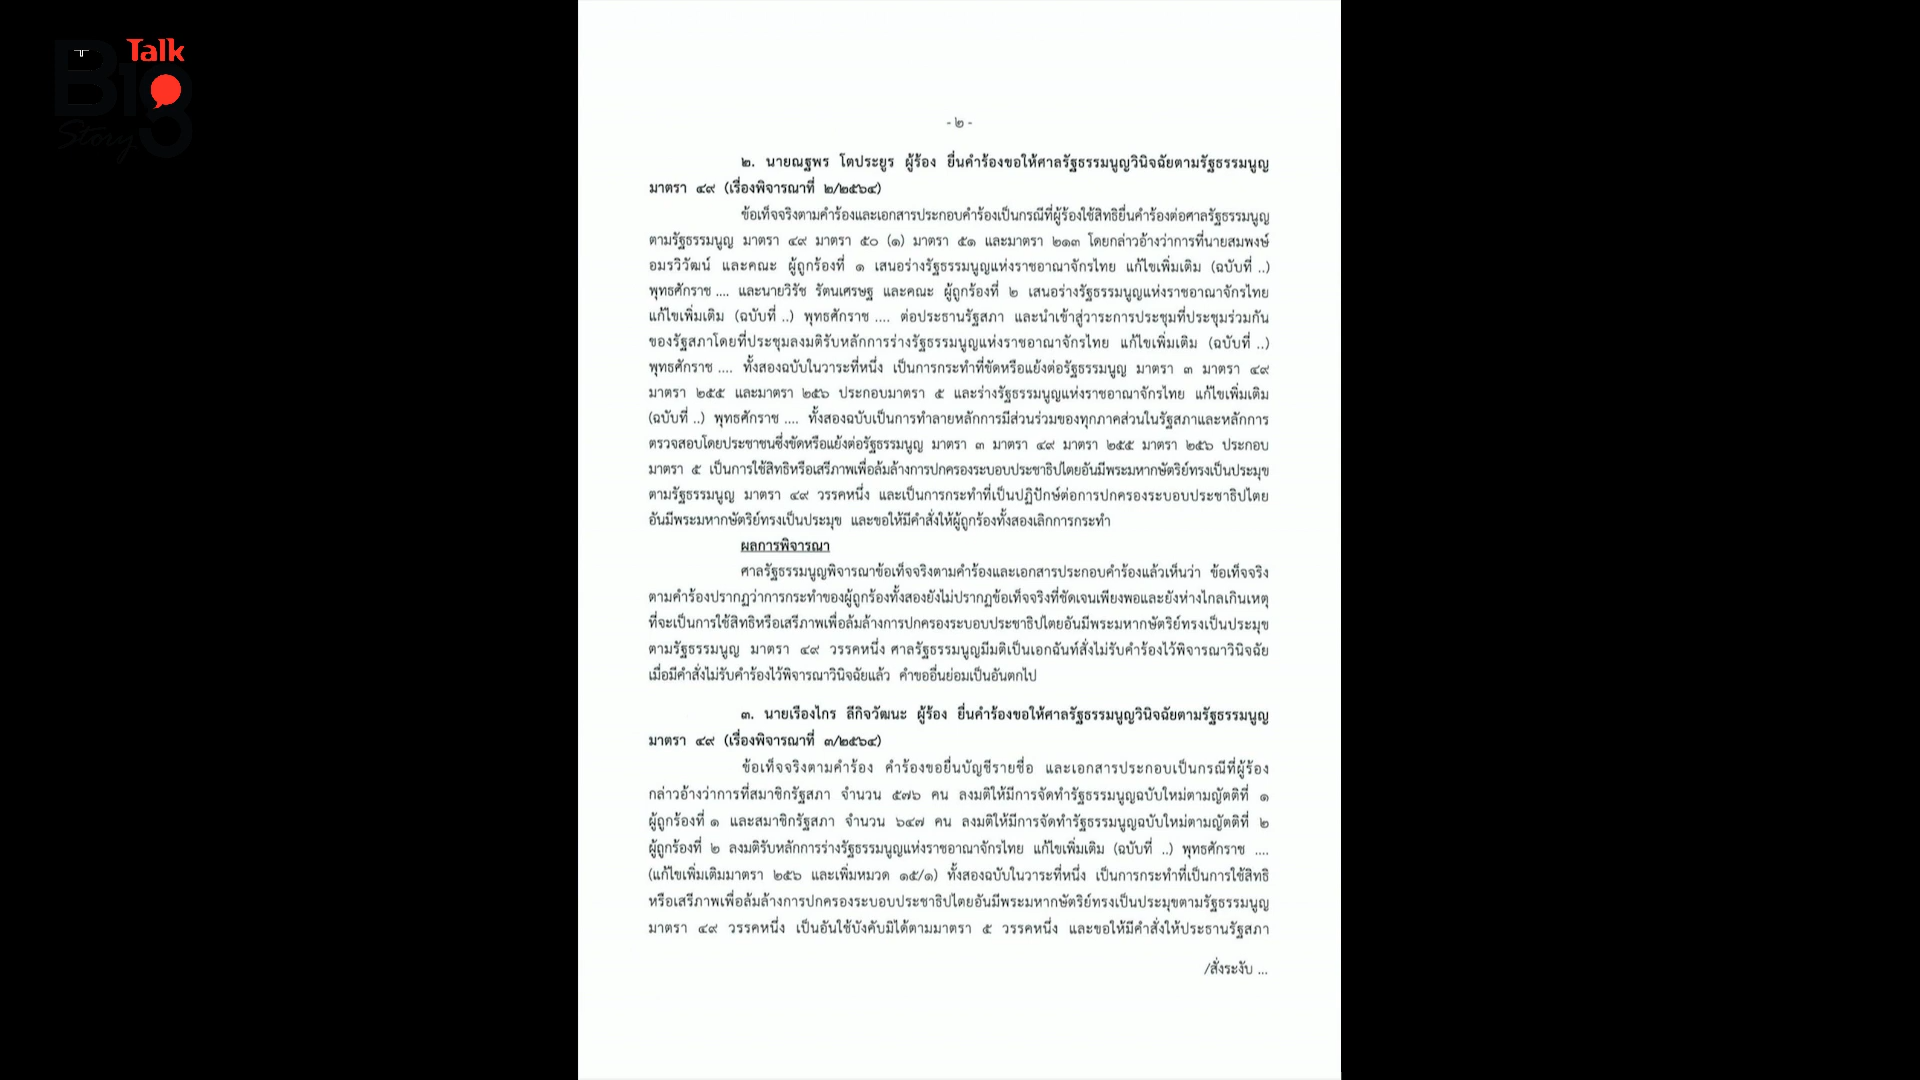 Talk
B1g
3
Story
- ๒ -
๒. นายณฐพร โตประยูร ผู้ร้อง ยื่นคำร้องขอให้ศาลรัฐธรรมนูญวินิจฉัยตามรัฐธรรมนูญ
มาตรา ๔๙ (เรื่องพิจารณาที่ ๒/๒๕๖๔)
ข้อเท็จจริงตามคำร้องและเอกสารประกอบคำร้องเป็นกรณีที่ผู้ร้องใช้สิทธิยื่นคำร้องต่อศาลรัฐธรรมนูญ
ตามรัฐธรรมนูญ มาตรา ๔๙ มาตรา ๕๐ (๑) มาตรา ๕๑ และมาตรา ๒๑๓ โดยกล่าวอ้างว่าการที่นายสมพงษ์
อมรวิวัฒน์ และคณะ ผู้ถูกร้องที่ ๑ เสนอร่างรัฐธรรมนูญแห่งราชอาณาจักรไทย แก้ไขเพิ่มเติม (ฉบับที่ ..)
พุทธศักราช .... และนายวิรัช รัตนเศรษฐ และคณะ ผู้ถูกร้องที่ ๒ เสนอร่างรัฐธรรมนูญแห่งราชอาณาจักรไทย
แก้ไขเพิ่มเติม (ฉบับที่ ..) พุทธศักราช .... ต่อประธานรัฐสภา และนำเข้าสู่วาระการประชุมที่ประชุมร่วมกัน
ของรัฐสภาโดยที่ประชุมลงมติรับหลักการร่างรัฐธรรมนูญแห่งราชอาณาจักรไทย แก้ไขเพิ่มเติม (ฉบับที่ ..)
พุทธศักราช .... ทั้งสองฉบับในวาระที่หนึ่ง เป็นการกระทำที่ขัดหรือแย้งต่อรัฐธรรมนูญ มาตรา ๓ มาตรา ๔๙
มาตรา ๒๕๕ และมาตรา ๒๕๖ ประกอบมาตรา ๕ และร่างรัฐธรรมนูญแห่งราชอาณาจักรไทย แก้ไขเพิ่มเติม
(ฉบับที่ ..) พุทธศักราช .... ทั้งสองฉบับเป็นการทำลายหลักการมีส่วนร่วมของทุกภาคส่วนในรัฐสภาและหลักการ
ตรวจสอบโดยประชาชนซึ่งขัดหรือแย้งต่อรัฐธรรมนูญ มาตรา ๓ มาตรา ๔๙ มาตรา ๒๕๕ มาตรา ๒๕๖ ประกอบ
มาตรา ๕ เป็นการใช้สิทธิหรือเสรีภาพเพื่อล้มล้างการปกครองระบอบประชาธิปไตยอันมีพระมหากษัตริย์ทรงเป็นประมุข
ตามรัฐธรรมนูญ มาตรา ๔๙ วรรคหนึ่ง และเป็นการกระทำที่เป็นปฏิปักษ์ต่อการปกครองระบอบประชาธิปไตย
อันมีพระมหากษัตริย์ทรงเป็นประมุข และขอให้มีคำสั่งให้ผู้ถูกร้องทั้งสองเลิกการกระทำ
ผลการพิจารณา
ศาลรัฐธรรมนูญพิจารณาข้อเท็จจริงตามคำร้องและเอกสารประกอบคำร้องแล้วเห็นว่า ข้อเท็จจริง
ตามคำร้องปรากฏว่าการกระทำของผู้ถูกร้องทั้งสองยังไม่ปรากฏข้อเท็จจริงที่ชัดเจนเพียงพอและยังห่างไกลเกินเหตุ
ที่จะเป็นการใช้สิทธิหรือเสรีภาพเพื่อล้มล้างการปกครองระบอบประชาธิปไตยอันมีพระมหากษัตริย์ทรงเป็นประมุข
ตามรัฐธรรมนูญ มาตรา ๔๙ วรรคหนึ่ง ศาลรัฐธรรมนูญมีมติเป็นเอกฉันท์สั่งไม่รับคำร้องไว้พิจารณาวินิจฉัย
เมื่อมีคำสั่งไม่รับคำร้องไว้พิจารณาวินิจฉัยแล้ว คำขออื่นย่อมเป็นอันตกไป
๓. นายเรืองไกร ลีกิจวัฒนะ ผู้ร้อง ยื่นคำร้องขอให้ศาลรัฐธรรมนูญวินิจฉัยตามรัฐธรรมนูญ
มาตรา ๔๙ (เรื่องพิจารณาที่ ๓/๒๕๖๔)
ข้อเท็จจริงตามคำร้อง คำร้องขอยื่นบัญชีรายชื่อ และเอกสารประกอบเป็นกรณีที่ผู้ร้อง
กล่าวอ้างว่าการที่สมาชิกรัฐสภา จำนวน ๕๗๖ คน ลงมติให้มีการจัดทำรัฐธรรมนูญฉบับใหม่ตามญัตติที่ ๑
ผู้ถูกร้องที่ ๑ และสมาชิกรัฐสภา จำนวน ๖๔๗ คน ลงมติให้มีการจัดทำรัฐธรรมนูญฉบับใหม่ตามญัตติที่ ๒
ผู้ถูกร้องที่ ๒ ลงมติรับหลักการร่างรัฐธรรมนูญแห่งราชอาณาจักรไทย แก้ไขเพิ่มเติม (ฉบับที่ ..) พุทธศักราช ....
(แก้ไขเพิ่มเติมมาตรา ๒๕๖ และเพิ่มหมวด ๑๕/๑) ทั้งสองฉบับในวาระที่หนึ่ง เป็นการกระทำที่เป็นการใช้สิทธิ
หรือเสรีภาพเพื่อล้มล้างการปกครองระบอบประชาธิปไตยอันมีพระมหากษัตริย์ทรงเป็นประมุขตามรัฐธรรมนูญ
มาตรา ๔๙ วรรคหนึ่ง เป็นอันใช้บังคับมิได้ตามมาตรา ๕ วรรคหนึ่ง และขอให้มีคำสั่งให้ประธานรัฐสภา
/สั่งระงับ ...